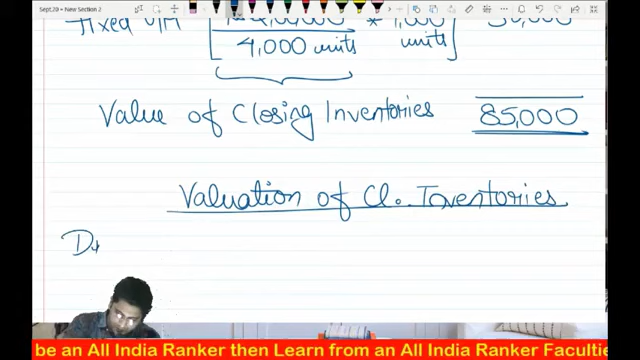 Sept.20 - New Section 2
Fixed O/H
4,000 units units
Value of Closing Inventories 85,000
Valuation of Cl. Inventories
be an All India Ranker then Learn from an All India Ranker Faculties